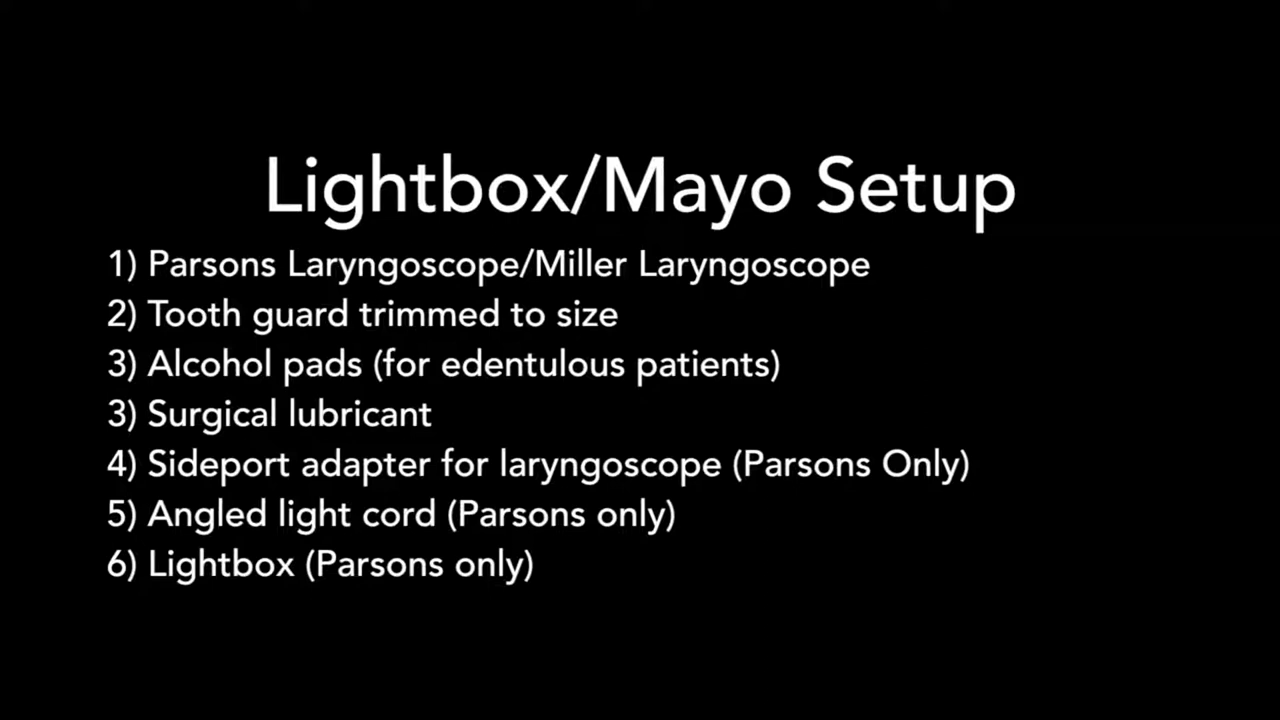 Lightbox/Mayo Setup
1) Parsons Laryngoscope/Miller Laryngoscope
2) Tooth guard trimmed to size
3) Alcohol pads (for edentulous patients)
3) Surgical lubricant
4) Sideport adapter for laryngoscope (Parsons Only)
5) Angled light cord (Parsons only)
6) Lightbox (Parsons only)